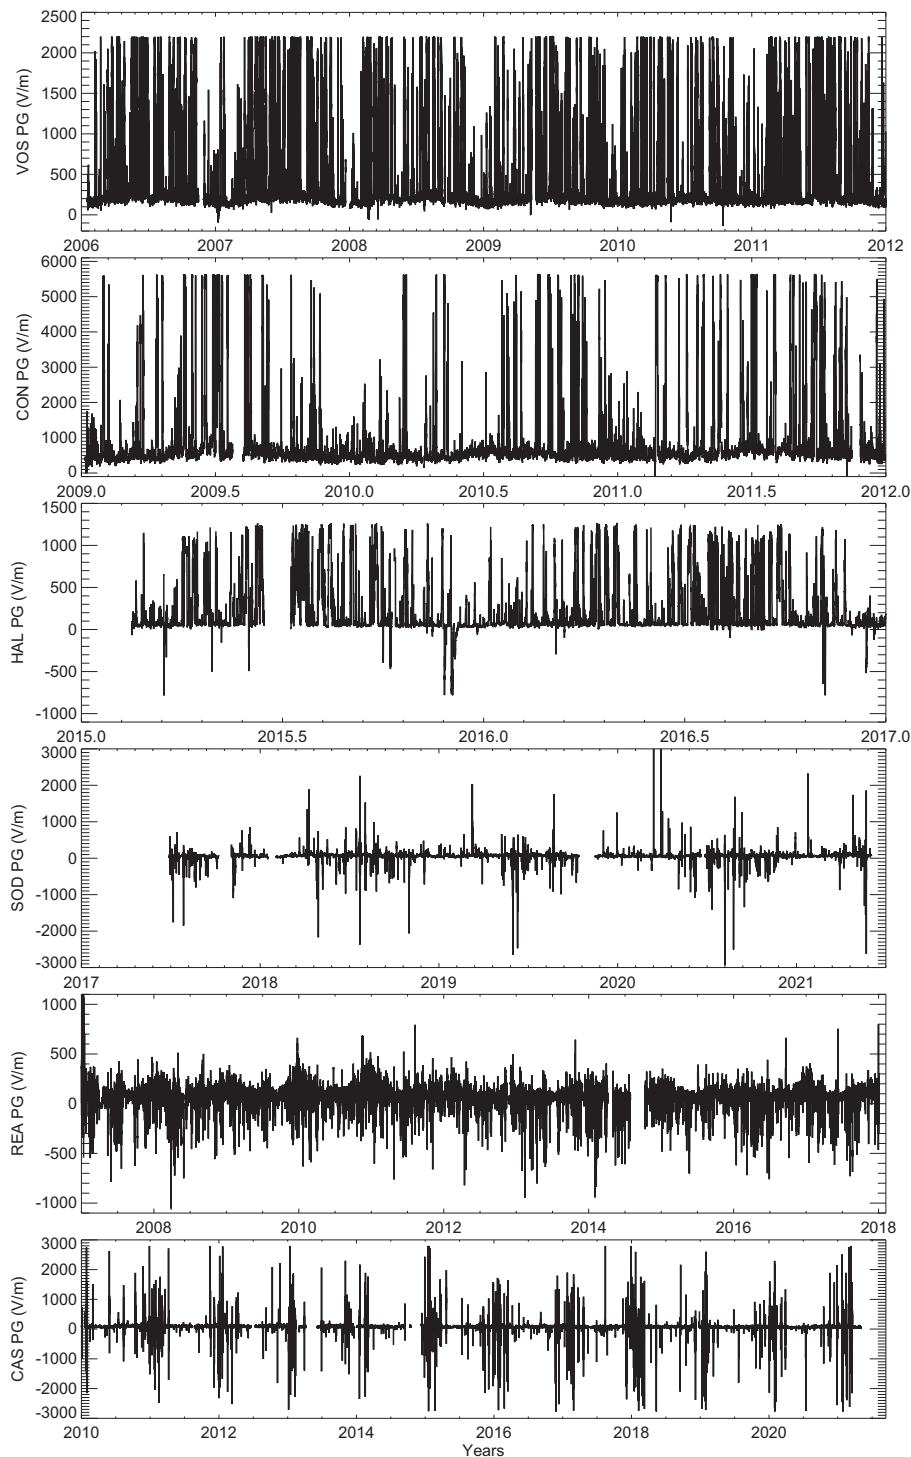 2500
2000
1500
1000
500
0
VOS PG (V/m)
2006 2007 2008 2009 2010 2011 2012
6000
5000
4000
3000
2000
1000
0
CON PG (V/m)
2009.0 2009.5 2010.0 2010.5 2011.0 2011.5 2012.0
1500
1000
500
0
-500
-1000
HAL PG (V/m)
2015.0 2015.5 2016.0 2016.5 2017.0
3000
2000
1000
0
-1000
-2000
-3000
SOD PG (V/m)
2017 2018 2019 2020 2021
1000
500
0
-500
-1000
REA PG (V/m)
2008 2010 2012 2014 2016 2018
3000
2000
1000
0
-1000
-2000
-3000
CAS PG (V/m)
2010 2012 2014 2016 2018 2020
Years